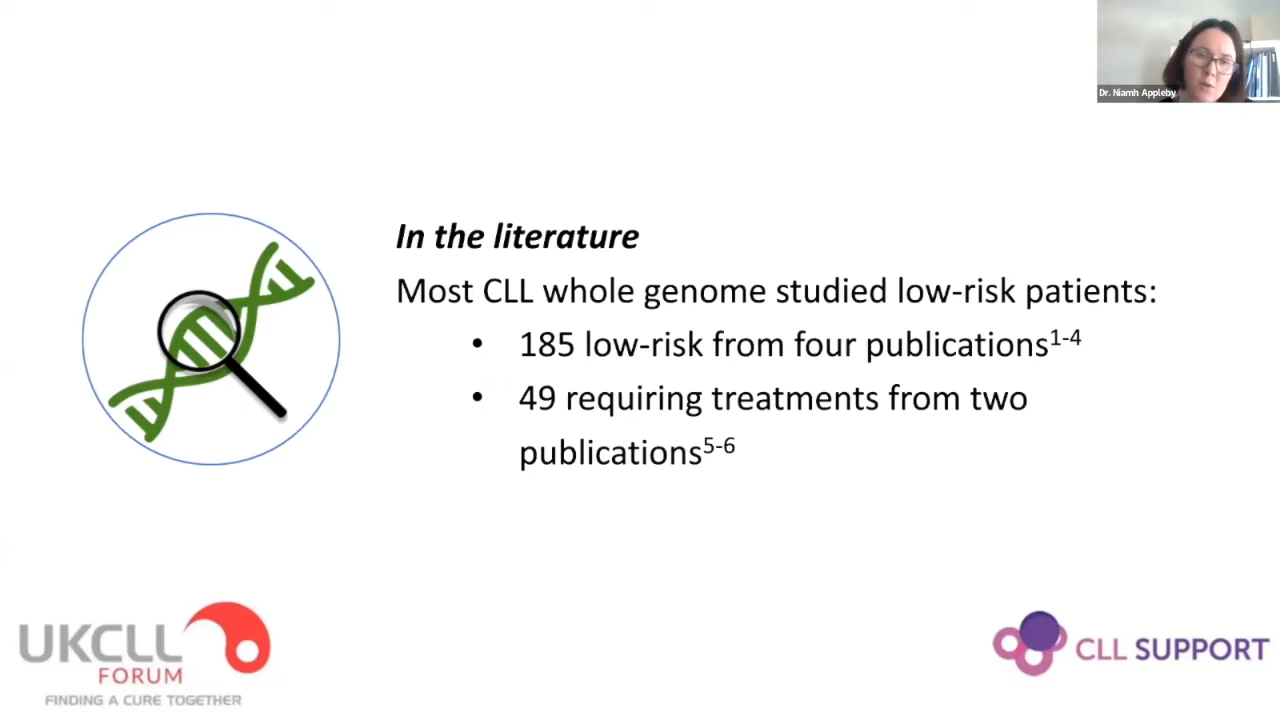 Dr. Niamh Appleby
In the literature
Most CLL whole genome studied low-risk patients:
• 185 low-risk from four publications1-4
• 49 requiring treatments from two
publications5-6
UKCLL
FORUM
FINDING A CURE TOGETHER
CLL SUPPORT